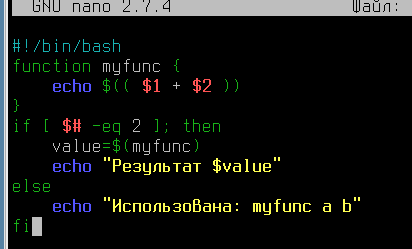 GNU nano 2.7.4 Файл:
#!/bin/bash
function myfunc {
    echo $(( $1 + $2 ))
}
if [ $# -eq 2 ]; then
    value=$(myfunc)
    echo "Результат $value"
else
    echo "Использована: myfunc a b"
fi